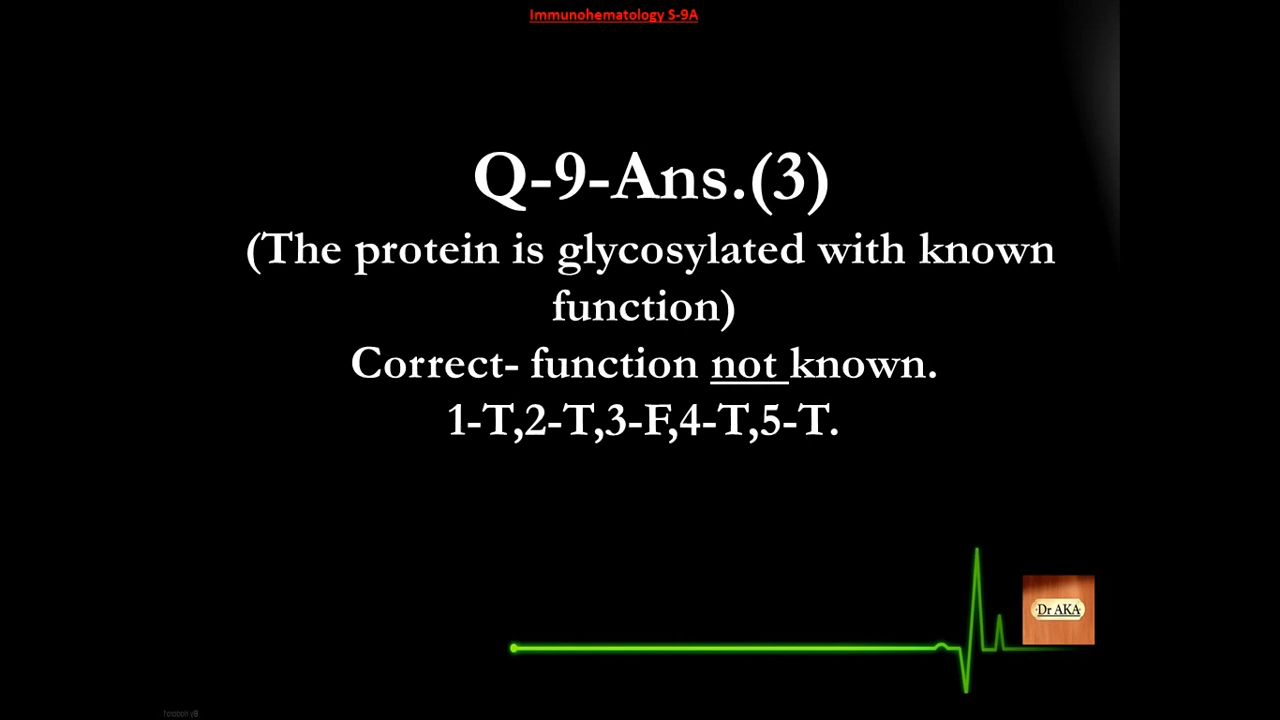 Immunohematology S-9A
Q-9-Ans.(3)
(The protein is glycosylated with known
function)
Correct- function not known.
1-T,2-T,3-F,4-T,5-T.
Dr AKA